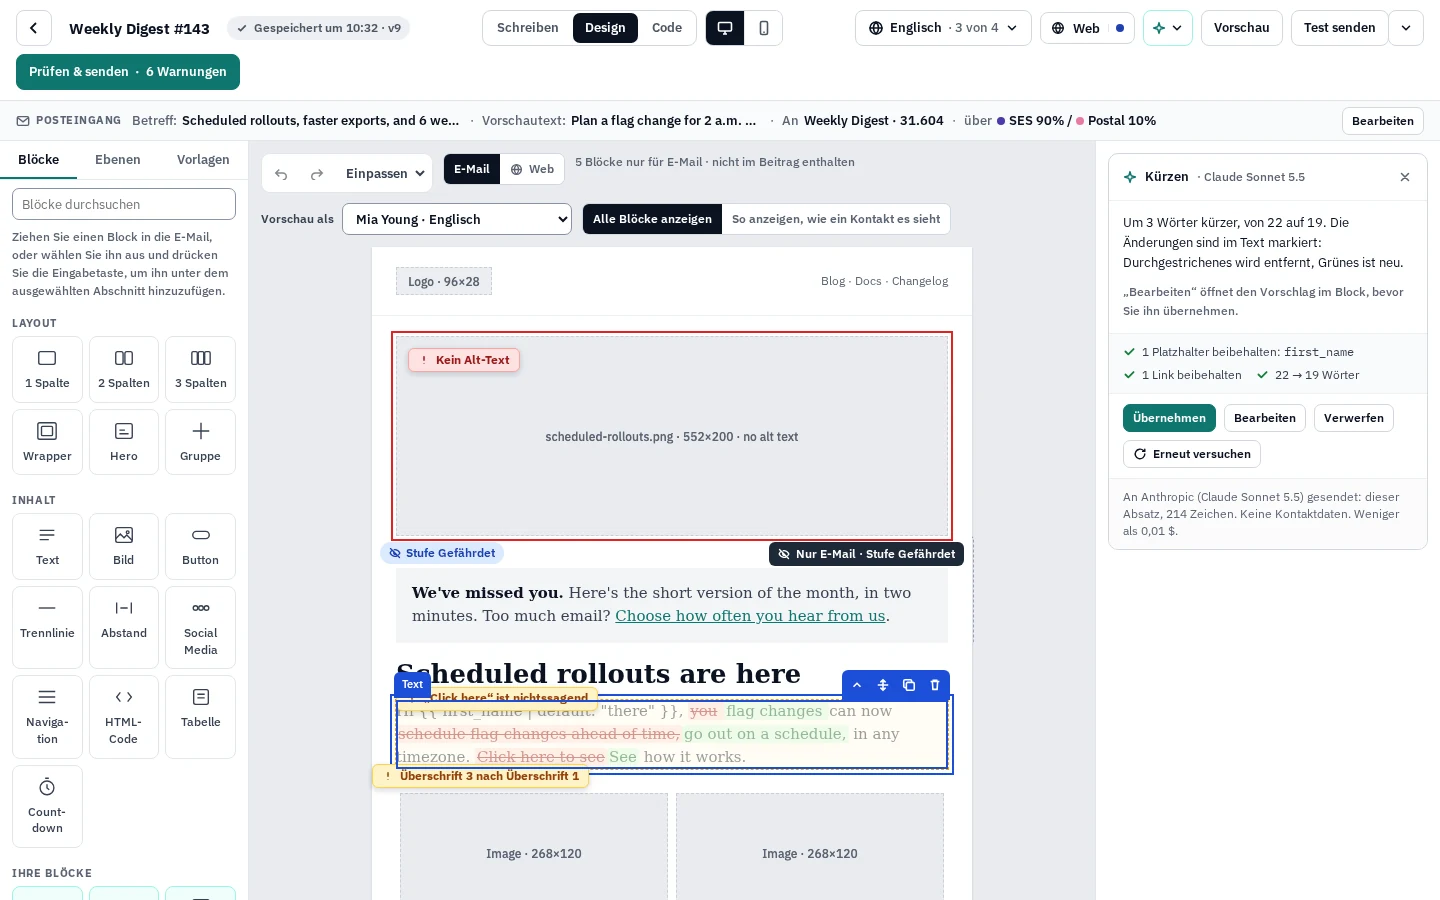 Weekly Digest #143
Gespeichert um 10:32 · v9
Schreiben
Design
Code
Englisch · 3 von 4
Web
Vorschau
Test senden
Prüfen & senden · 6 Warnungen
POSTEINGANG
Betreff: Scheduled rollouts, faster exports, and 6 we...
· Vorschautext: Plan a flag change for 2 a.m. ...
· An Weekly Digest · 31.604
· über SES 90% / Postal 10%
Bearbeiten
Blöcke
Ebenen
Vorlagen
Blöcke durchsuchen
Ziehen Sie einen Block in die E-Mail,
oder wählen Sie ihn aus und drücken
Sie die Eingabetaste, um ihn unter dem
ausgewählten Abschnitt hinzuzufügen.
LAYOUT
1 Spalte
2 Spalten
3 Spalten
Wrapper
Hero
Gruppe
INHALT
Text
Bild
Button
Trennlinie
Abstand
Social
Media
Naviga-
tion
HTML-
Code
Tabelle
Count-
down
IHRE BLÖCKE
Einpassen
E-Mail
Web
5 Blöcke nur für E-Mail · nicht im Beitrag enthalten
Vorschau als
Mia Young · Englisch
Alle Blöcke anzeigen
So anzeigen, wie ein Kontakt es sieht
Logo · 96×28
Blog · Docs · Changelog
Kein Alt-Text
scheduled-rollouts.png · 552×200 · no alt text
Stufe Gefährdet
Nur E-Mail · Stufe Gefährdet
We've missed you. Here's the short version of the month, in two
minutes. Too much email? Choose how often you hear from us.
Scheduled rollouts are here
Text
„Click here“ ist nichtssagend
{{ first_name | default: "there" }}, you flag changes can now
schedule flag changes ahead of time, go out on a schedule, in any
timezone. Click here to see See how it works.
Überschrift 3 nach Überschrift 1
Image · 268×120
Image · 268×120
Kürzen · Claude Sonnet 5.5
Um 3 Wörter kürzer, von 22 auf 19. Die
Änderungen sind im Text markiert:
Durchgestrichenes wird entfernt, Grünes ist neu.
„Bearbeiten“ öffnet den Vorschlag im Block, bevor
Sie ihn übernehmen.
1 Platzhalter beibehalten: first_name
1 Link beibehalten
22 → 19 Wörter
Übernehmen
Bearbeiten
Verwerfen
Erneut versuchen
An Anthropic (Claude Sonnet 5.5) gesendet: dieser
Absatz, 214 Zeichen. Keine Kontaktdaten. Weniger
als 0,01 $.